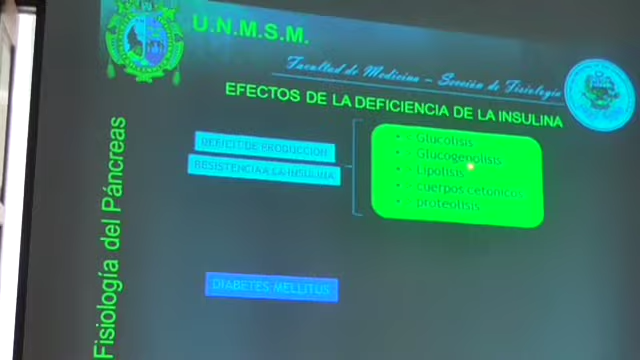 U.N.M.S.M.
Facultad de Medicina – Sección de Fisiología
EFECTOS DE LA DEFICIENCIA DE LA INSULINA
DEFICIT DE PRODUCCION
RESISTENCIA A LA INSULINA
• Glucolisis
• Glucogenolisis
• Lipolisis
• cuerpos cetonicos
• proteolisis
DIABETES MELLITUS
Fisiología del Páncreas